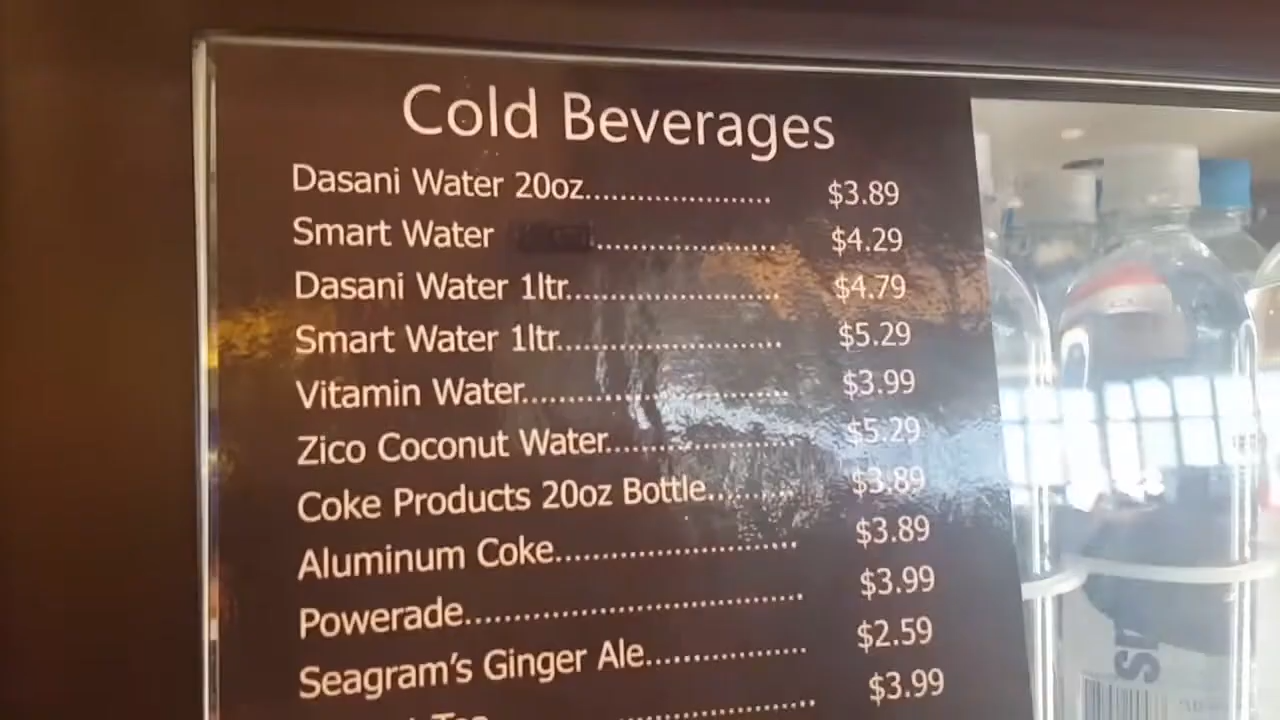 Cold Beverages
Dasani Water 20oz..................... $3.89
Smart Water .................... $4.29
Dasani Water 1ltr........................ $4.79
Smart Water 1ltr......................... $5.29
Vitamin Water............................. $3.99
Zico Coconut Water..................... $5.29
Coke Products 20oz Bottle.......... $3.89
Aluminum Coke........................... $3.89
Powerade..................................... $3.99
Seagram's Ginger Ale.................. $2.59
Tea $3.99